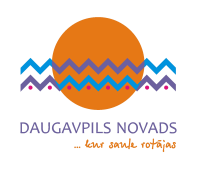 DAUGAVPILS NOVADS
... kur saule rotājas